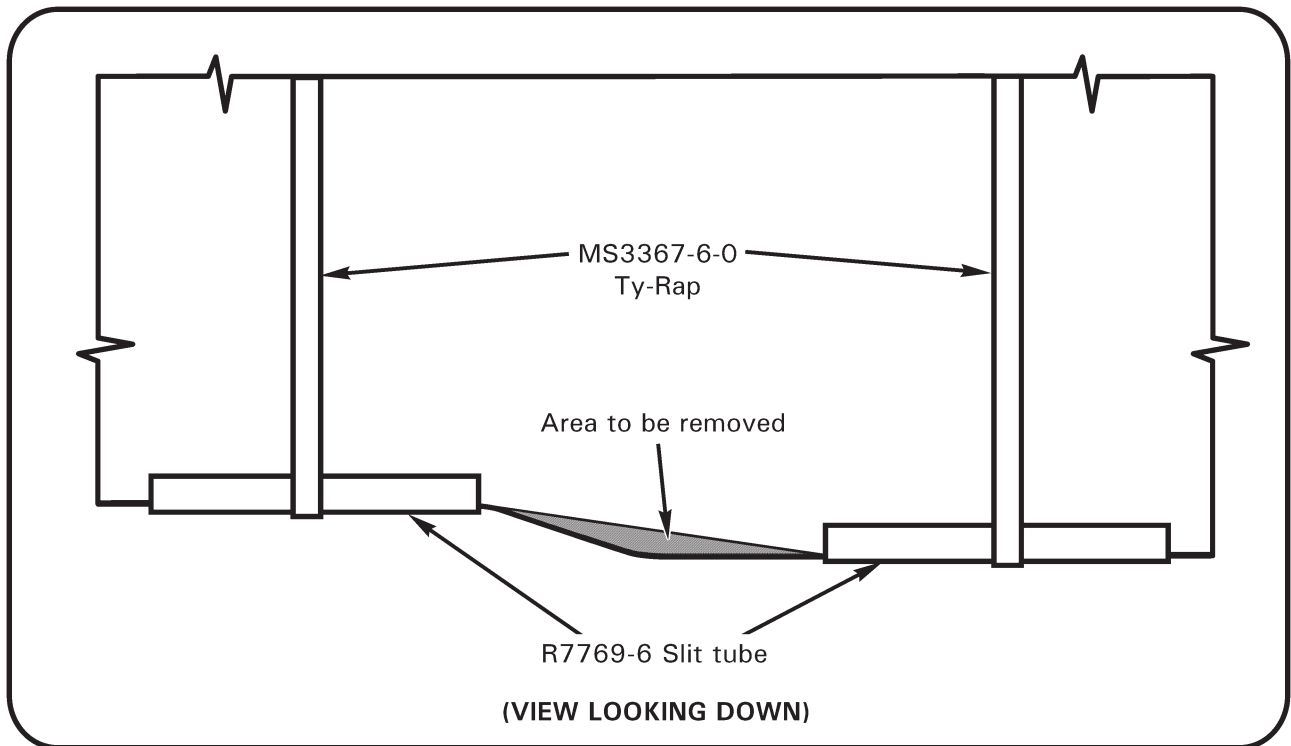 MS3367-6-0
Ty-Rap
Area to be removed
R7769-6 Slit tube
(VIEW LOOKING DOWN)